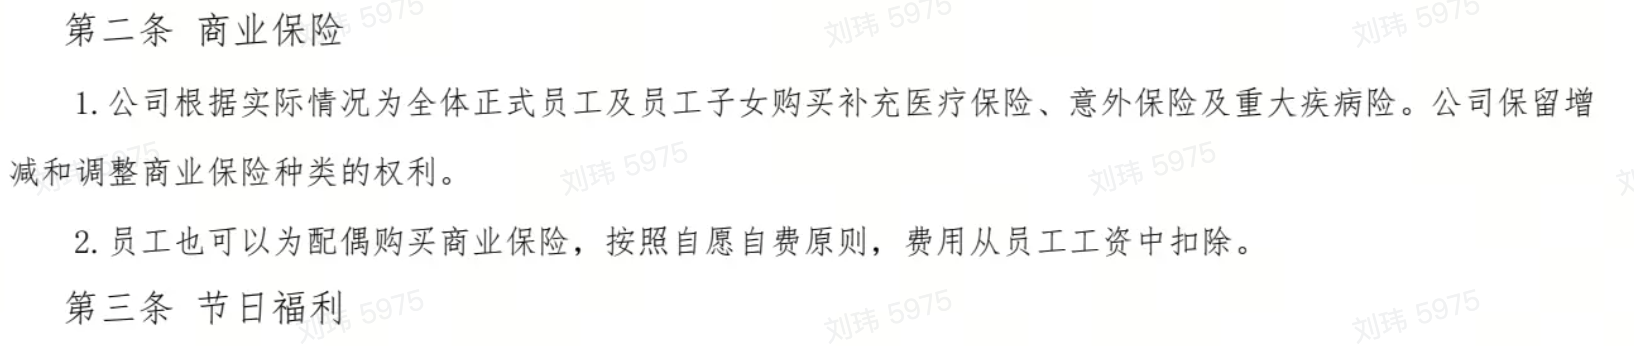 第二条 商业保险
1.公司根据实际情况为全体正式员工及员工子女购买补充医疗保险、意外保险及重大疾病险。公司保留增
减和调整商业保险种类的权利。
2.员工也可以为配偶购买商业保险，按照自愿自费原则，费用从员工工资中扣除。
第三条 节日福利
刘玮 5975
刘玮 5975
刘玮 5975
刘玮 5975
刘玮 5975
刘玮 5975
刘玮 5975
刘玮 5975
刘玮 5975